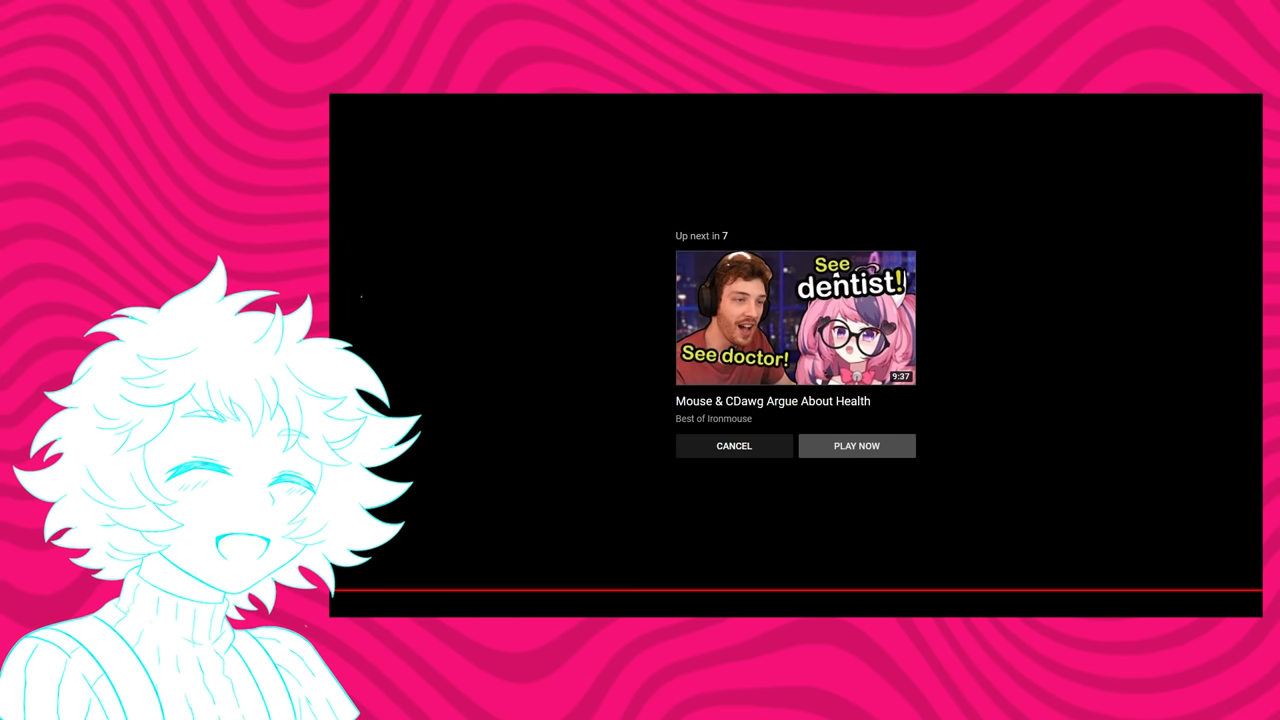 Up next in 7
See
dentist!
See doctor!
9:37
Mouse & CDawg Argue About Health
Best of Ironmouse
CANCEL
PLAY NOW